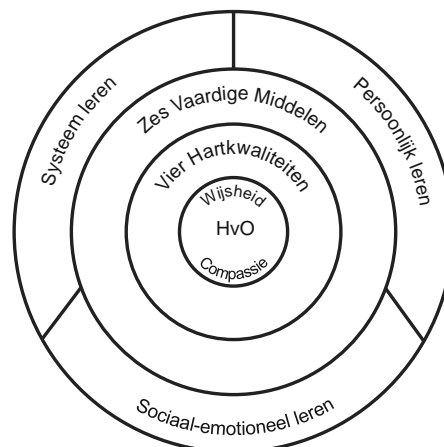 Systeem leren
Persoonlijk leren
Zes Vaardige Middelen
Vier Hartkwaliteiten
Wijsheid
HvO
Compassie
Sociaal-emotioneel leren